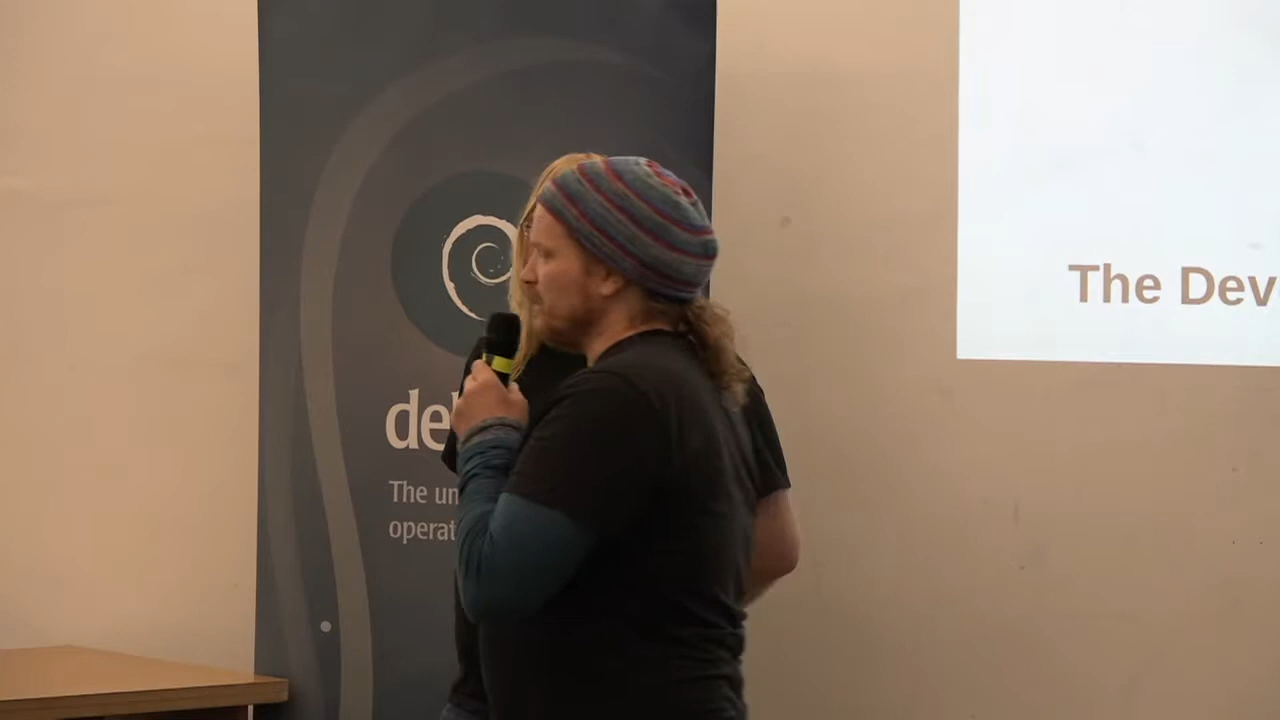 de
The un
operat
The Dev